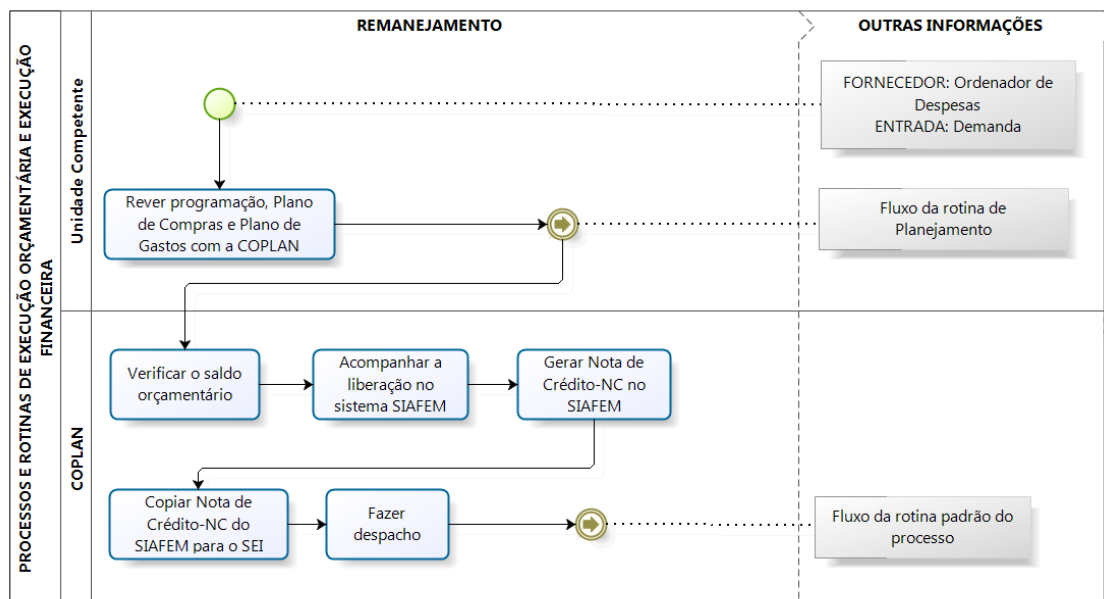 PROCESSOS E ROTINAS DE EXECUÇÃO ORÇAMENTÁRIA E EXECUÇÃO
FINANCEIRA
REMANEJAMENTO
OUTRAS INFORMAÇÕES
Unidade Competente
FORNECEDOR: Ordenador de
Despesas
ENTRADA: Demanda
Rever programação, Plano
de Compras e Plano de
Gastos com a COPLAN
Fluxo da rotina de
Planejamento
COPLAN
Verificar o saldo
orçamentário
Acompanhar a
liberação no
sistema SIAFEM
Gerar Nota de
Crédito-NC no
SIAFEM
Copiar Nota de
Crédito-NC do
SIAFEM para o SEI
Fazer
despacho
Fluxo da rotina padrão do
processo